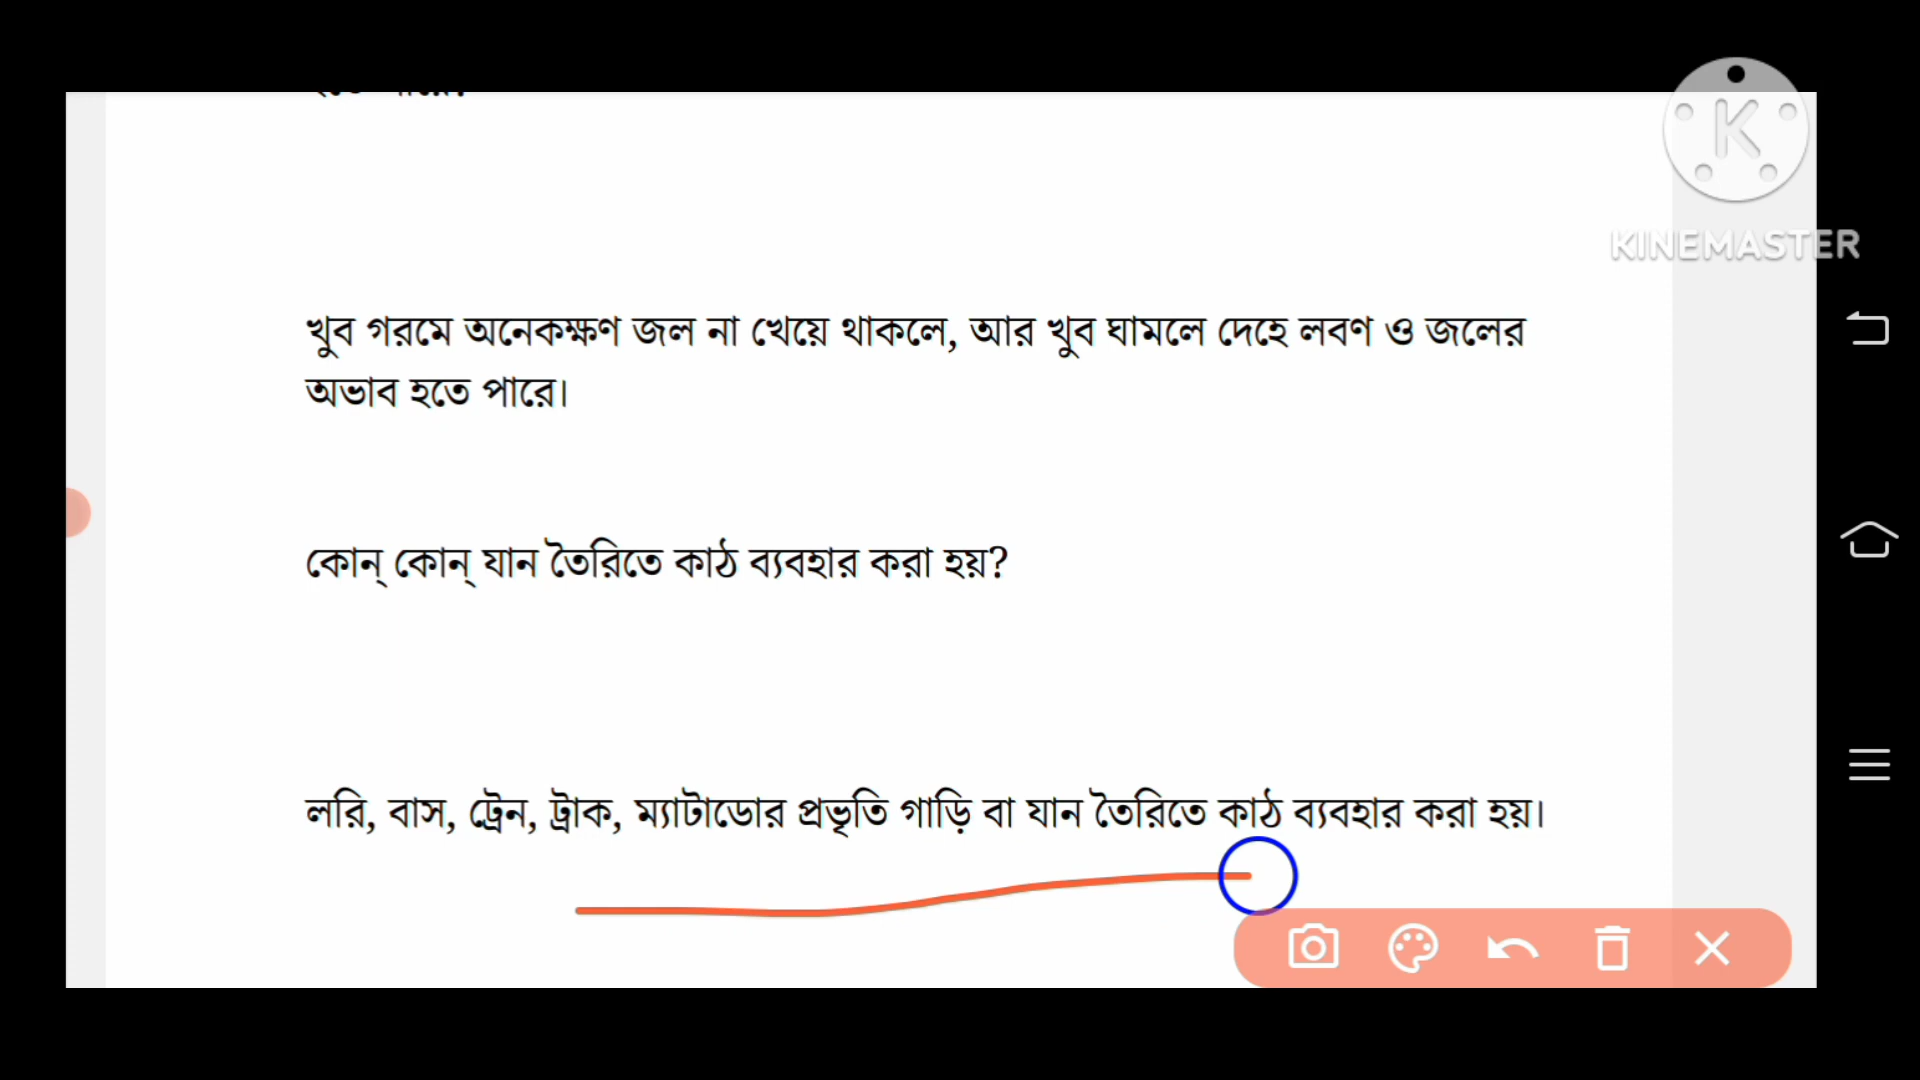 KINEMASTER
খুব গরমে অনেকক্ষণ জল না খেয়ে থাকলে, আর খুব ঘামলে দেহে লবণ ও জলের
অভাব হতে পারে।
কোন্ কোন্ যান তৈরিতে কাঠ ব্যবহার করা হয়?
লরি, বাস, ট্রেন, ট্রাক, ম্যাটাডোর প্রভৃতি গাড়ি বা যান তৈরিতে কাঠ ব্যবহার করা হয়।